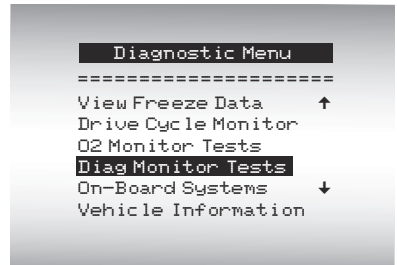 Diagnostic Menu
=====================
View Freeze Data ↑
Drive Cycle Monitor
O2 Monitor Tests
Diag Monitor Tests
On-Board Systems ↓
Vehicle Information